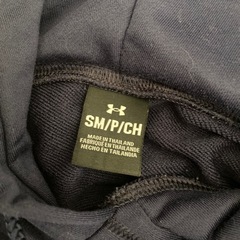 SM/P/CH
MADE IN THAILAND
FABRIQUÉ EN THAÏLANDE
HECHO EN TAILANDIA